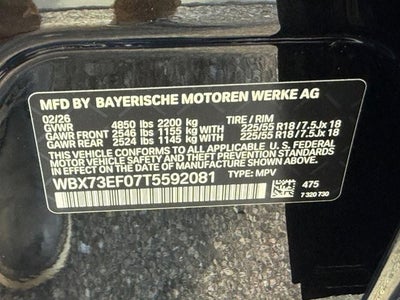 MFD BY BAYERISCHE MOTOREN WERKE AG
02/26 TIRE / RIM
GVWR 4850 lbs 2200 kg
GAWR FRONT 2546 lbs 1155 kg WITH 225/55 R18 / 7.5Jx 18
GAWR REAR 2524 lbs 1145 kg WITH 225/55 R18 / 7.5Jx 18
THIS VEHICLE CONFORMS TO ALL APPLICABLE U.S. FEDERAL
MOTOR VEHICLE SAFETY, BUMPER, AND THEFT PREVENTION
STANDARDS IN EFFECT ON THE DATE OF MANUFACTURE SHOWN ABOVE.
WBX73EF07T5592081 TYPE: MPV 475
7 320 730